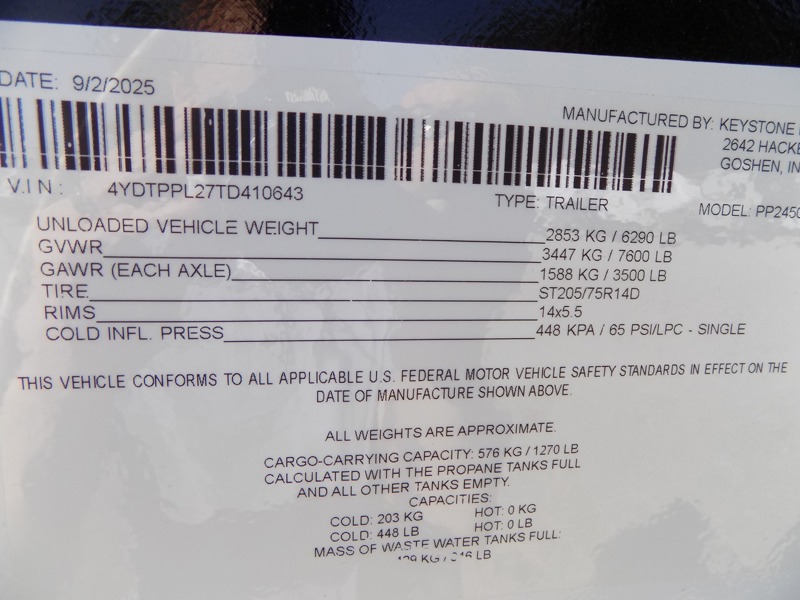 DATE: 9/2/2025
MANUFACTURED BY: KEYSTONE
2642 HACKE
GOSHEN, IN
V.I.N: 4YDTPPL27TD410643
TYPE: TRAILER
MODEL: PP2450
UNLOADED VEHICLE WEIGHT 2853 KG / 6290 LB
GVWR 3447 KG / 7600 LB
GAWR (EACH AXLE) 1588 KG / 3500 LB
TIRE ST205/75R14D
RIMS 14x5.5
COLD INFL. PRESS 448 KPA / 65 PSI/LPC - SINGLE
THIS VEHICLE CONFORMS TO ALL APPLICABLE U.S. FEDERAL MOTOR VEHICLE SAFETY STANDARDS IN EFFECT ON THE
DATE OF MANUFACTURE SHOWN ABOVE.
ALL WEIGHTS ARE APPROXIMATE.
CARGO-CARRYING CAPACITY: 576 KG / 1270 LB
CALCULATED WITH THE PROPANE TANKS FULL
AND ALL OTHER TANKS EMPTY.
CAPACITIES:
COLD: 203 KG HOT: 0 KG
COLD: 448 LB HOT: 0 LB
MASS OF WASTE WATER TANKS FULL:
KG / LB